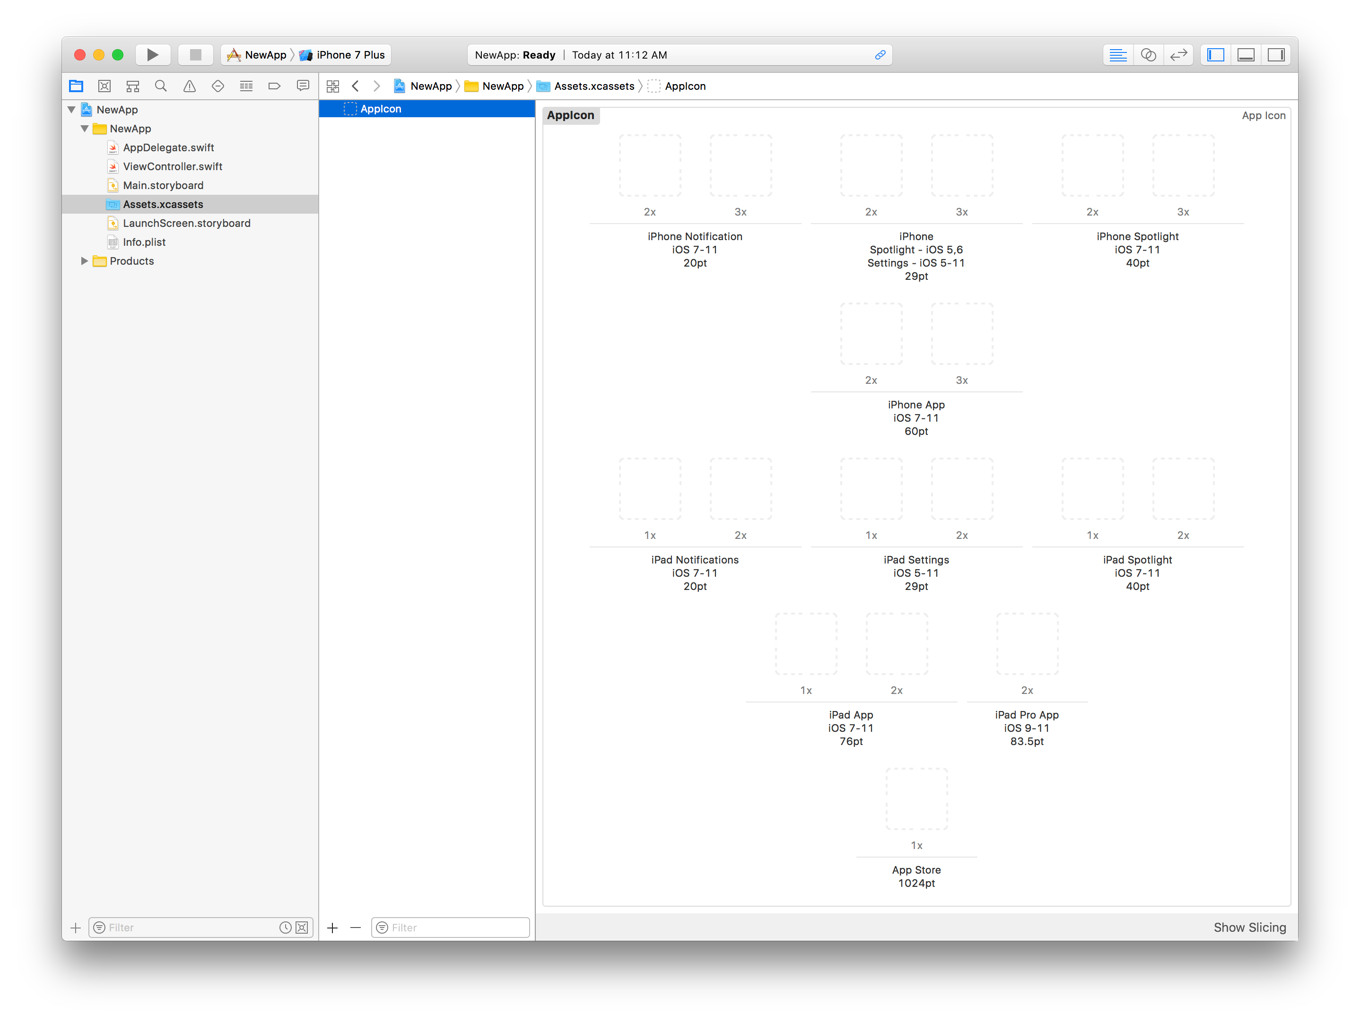 NewApp iPhone 7 Plus
NewApp: Ready | Today at 11:12 AM
NewApp NewApp Assets.xcassets AppIcon
NewApp
NewApp
AppDelegate.swift
ViewController.swift
Main.storyboard
Assets.xcassets
LaunchScreen.storyboard
Info.plist
Products
Filter
AppIcon
Filter
AppIcon
App Icon
2x 3x 2x 3x 2x 3x
iPhone Notification
iOS 7-11
20pt
iPhone
Spotlight - iOS 5,6
Settings - iOS 5-11
29pt
iPhone Spotlight
iOS 7-11
40pt
2x 3x
iPhone App
iOS 7-11
60pt
1x 2x 1x 2x 1x 2x
iPad Notifications
iOS 7-11
20pt
iPad Settings
iOS 5-11
29pt
iPad Spotlight
iOS 7-11
40pt
1x 2x 2x
iPad App
iOS 7-11
76pt
iPad Pro App
iOS 9-11
83.5pt
1x
App Store
1024pt
Show Slicing